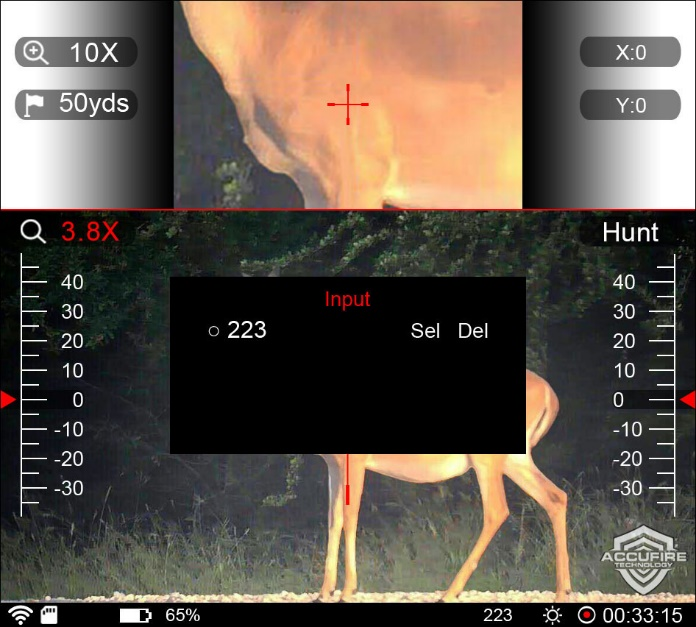 10X
X:0
50yds
Y:0
3.8X
Hunt
Input
223 Sel Del
40 40
30 30
20 20
10 10
0 0
-10 -10
-20 -20
-30 -30
ACCUFIRE
TECHNOLOGY
65% 223 00:33:15